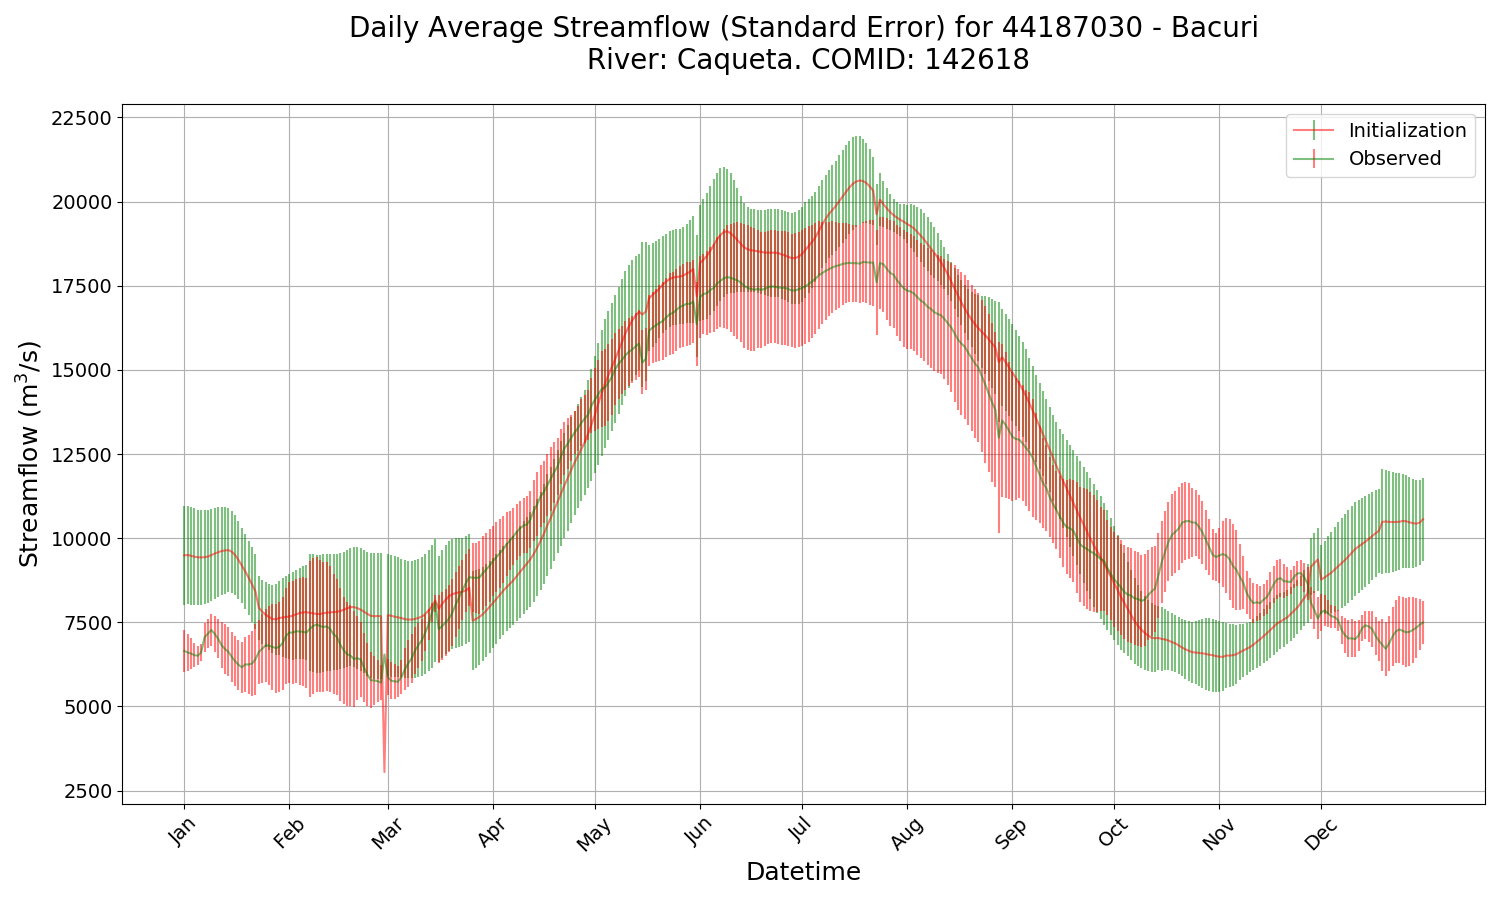 Daily Average Streamflow (Standard Error) for 44187030 - Bacuri
River: Caqueta. COMID: 142618
Initialization
Observed
22500
20000
17500
15000
12500
10000
7500
5000
2500
Streamflow (m³/s)
Jan Feb Mar Apr May Jun Jul Aug Sep Oct Nov Dec
Datetime